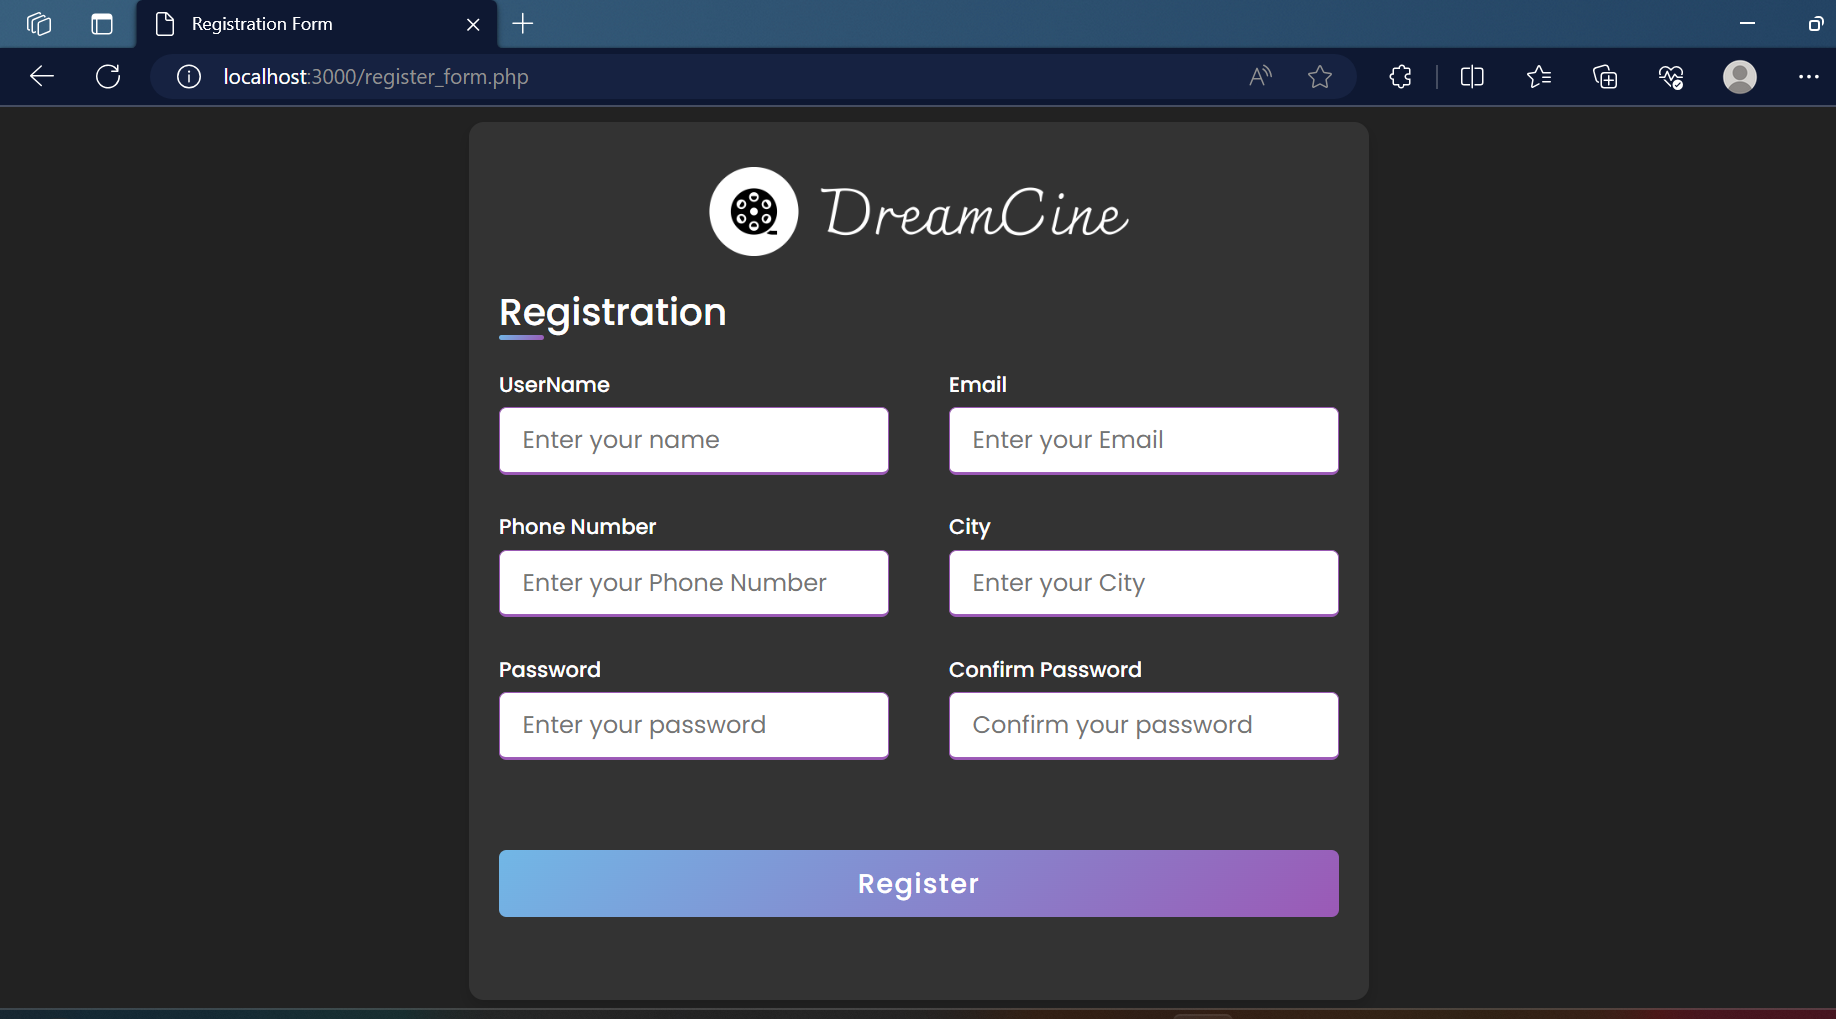 Registration Form
localhost:3000/register_form.php
DreamCine
Registration
UserName
Email
Enter your name
Enter your Email
Phone Number
City
Enter your Phone Number
Enter your City
Password
Confirm Password
Enter your password
Confirm your password
Register